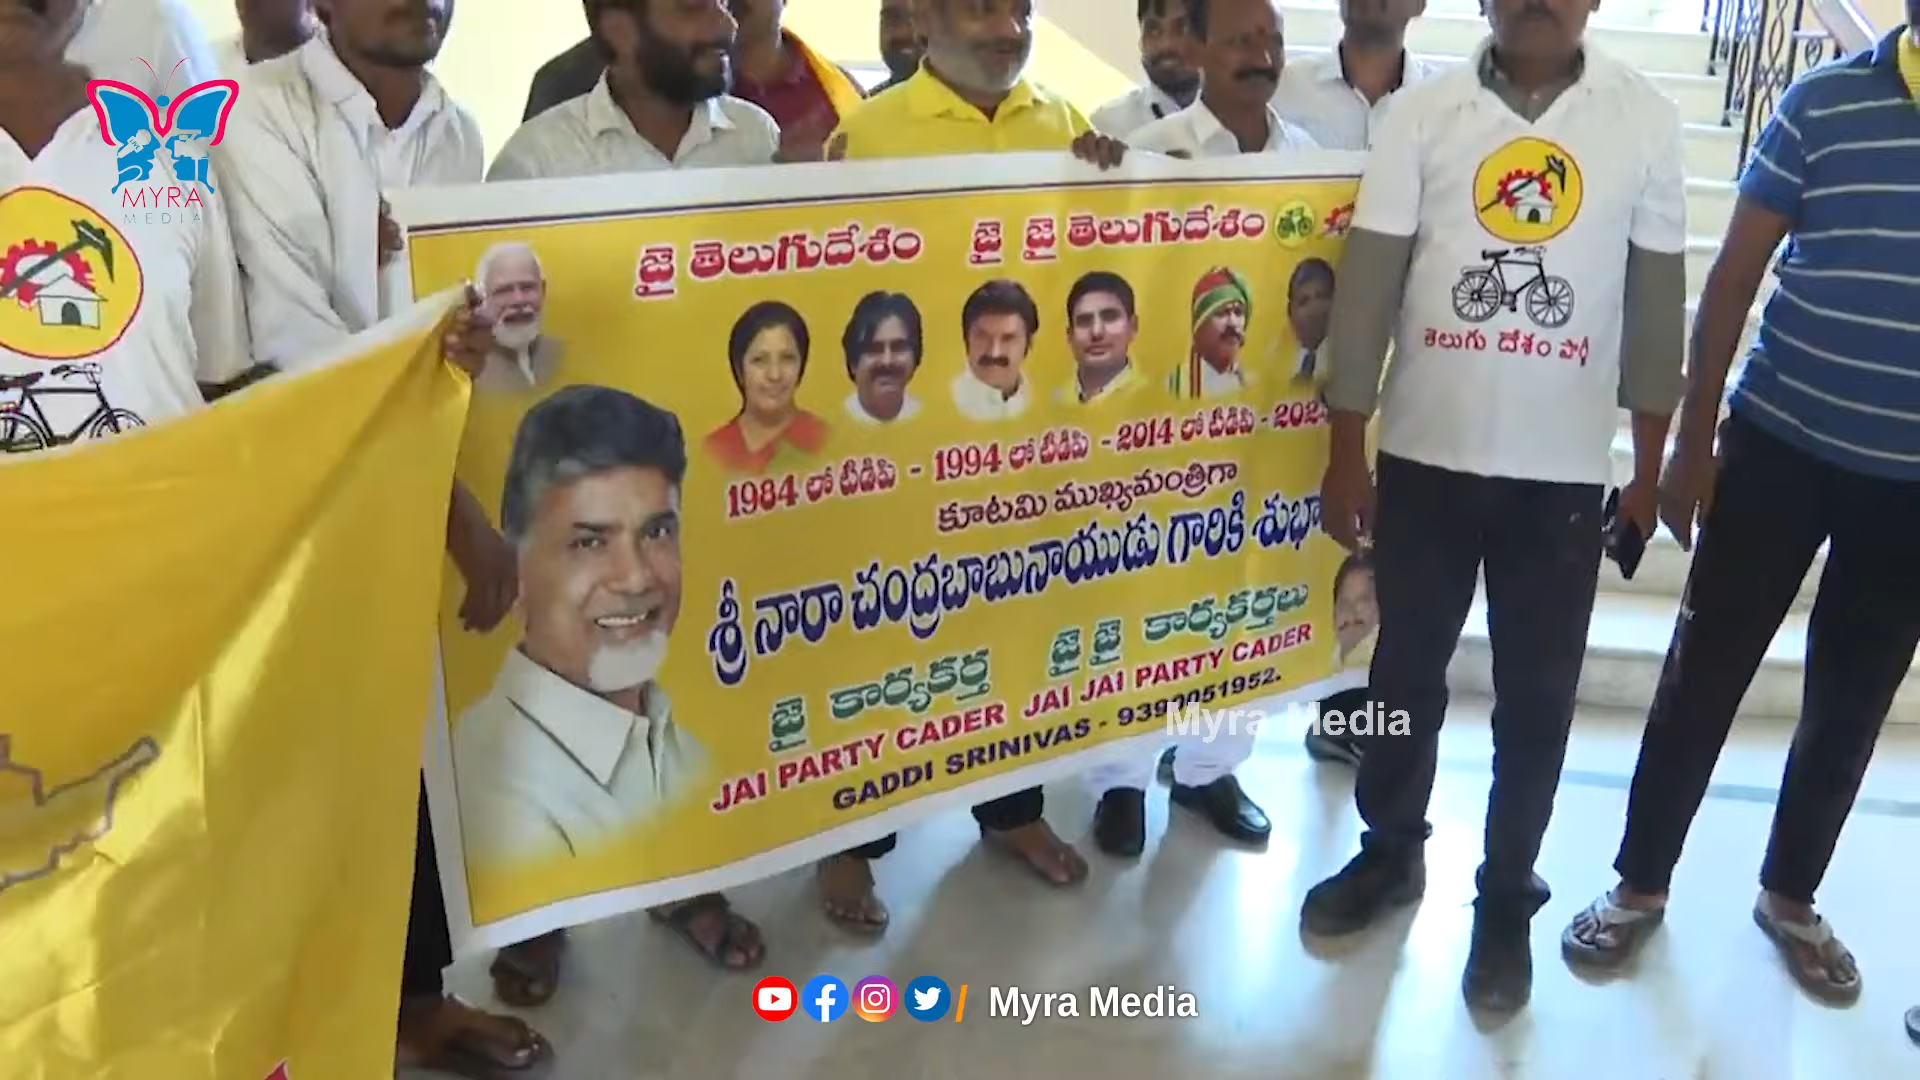 MYRA
MEDIA
జై తెలుగుదేశం జై జై తెలుగుదేశం
1984 లో టీడీపీ - 1994 లో టీడీపీ - 2014 లో టీడీపీ -
కూటమి ముఖ్యమంత్రిగా
శ్రీ నారా చంద్రబాబునాయుడు గారికి
జై కార్యకర్త జై జై కార్యకర్తలు
JAI PARTY CADER JAI JAI PARTY CADER
GADDI SRINIVAS -
తెలుగు దేశం పార్టీ
Myra Media
/ Myra Media